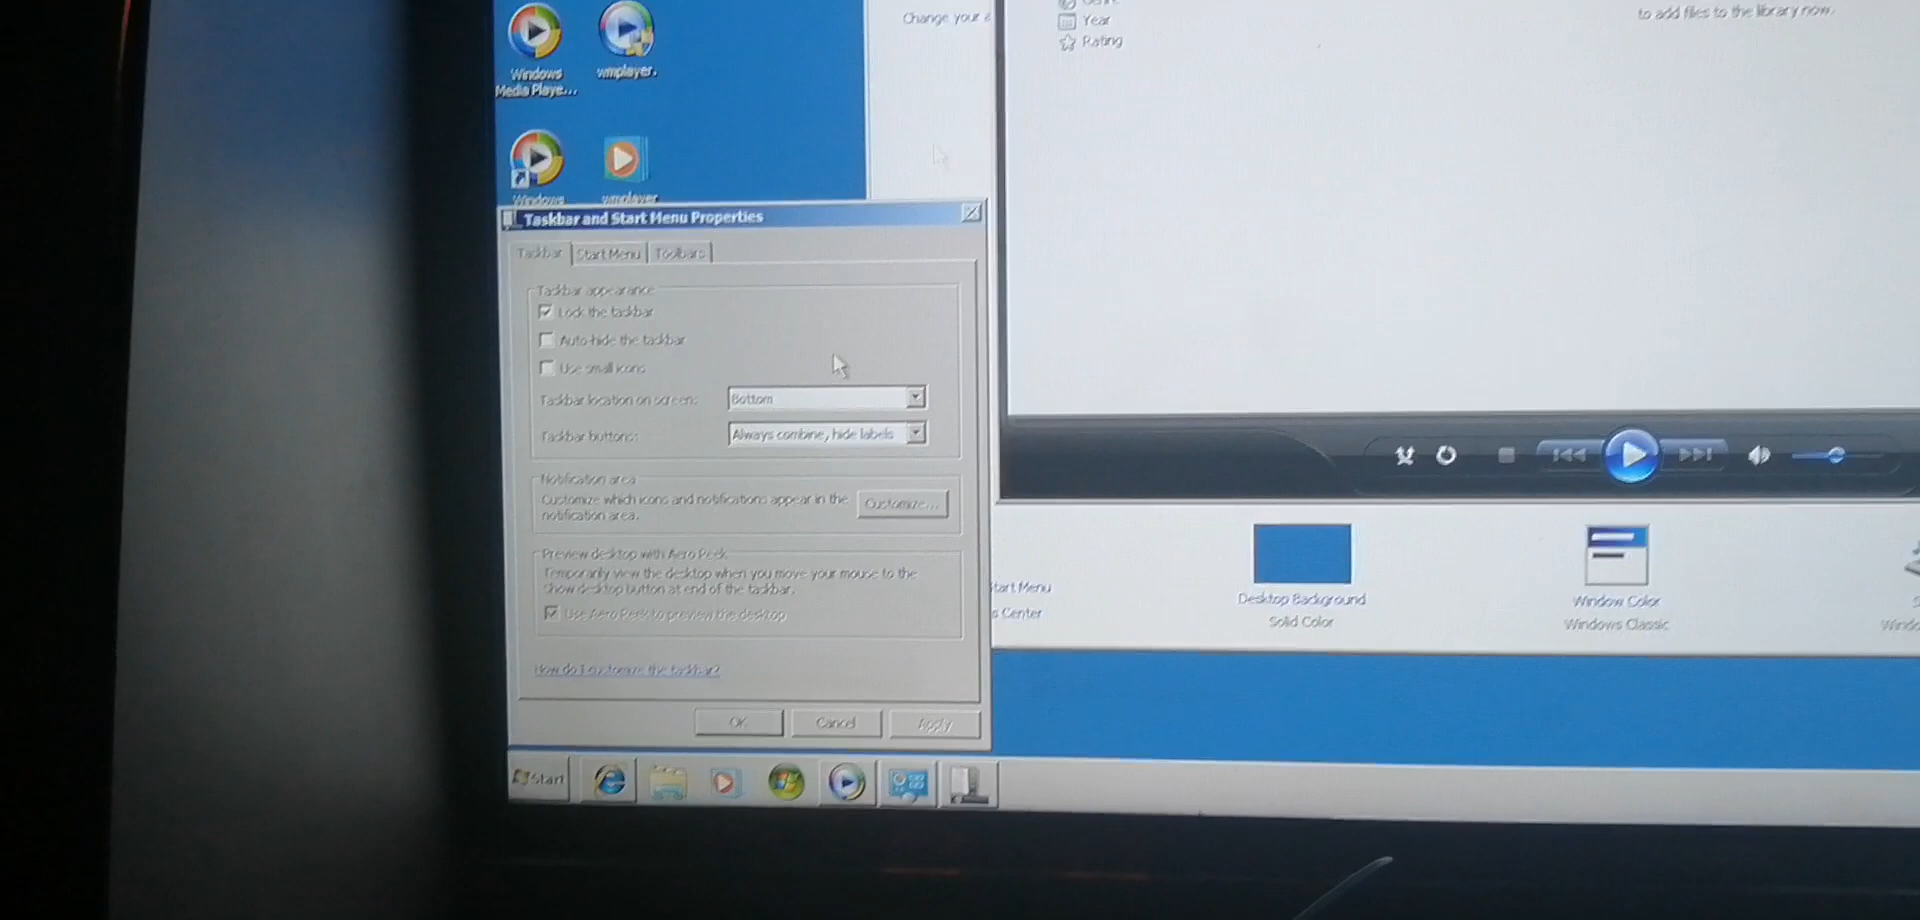 Change your a
Year
Rating
to add files to the library now.
Windows
Media Playe...
wmplayer.
Windows
wmplayer
Taskbar and Start Menu Properties
Taskbar
Start Menu
Toolbars
Taskbar appearance
Lock the taskbar
Auto-hide the taskbar
Use small icons
Taskbar location on screen:
Bottom
Taskbar buttons:
Always combine, hide labels
Notification area
Customize which icons and notifications appear in the
notification area.
Customize...
Preview desktop with Aero Peek
Temporarily view the desktop when you move your mouse to the
Show desktop button at end of the taskbar.
Use Aero Peek to preview the desktop
How do I customize the taskbar?
OK
Cancel
Apply
Start Menu
s Center
Desktop Background
Solid Color
Window Color
Windows Classic
Windo
Start